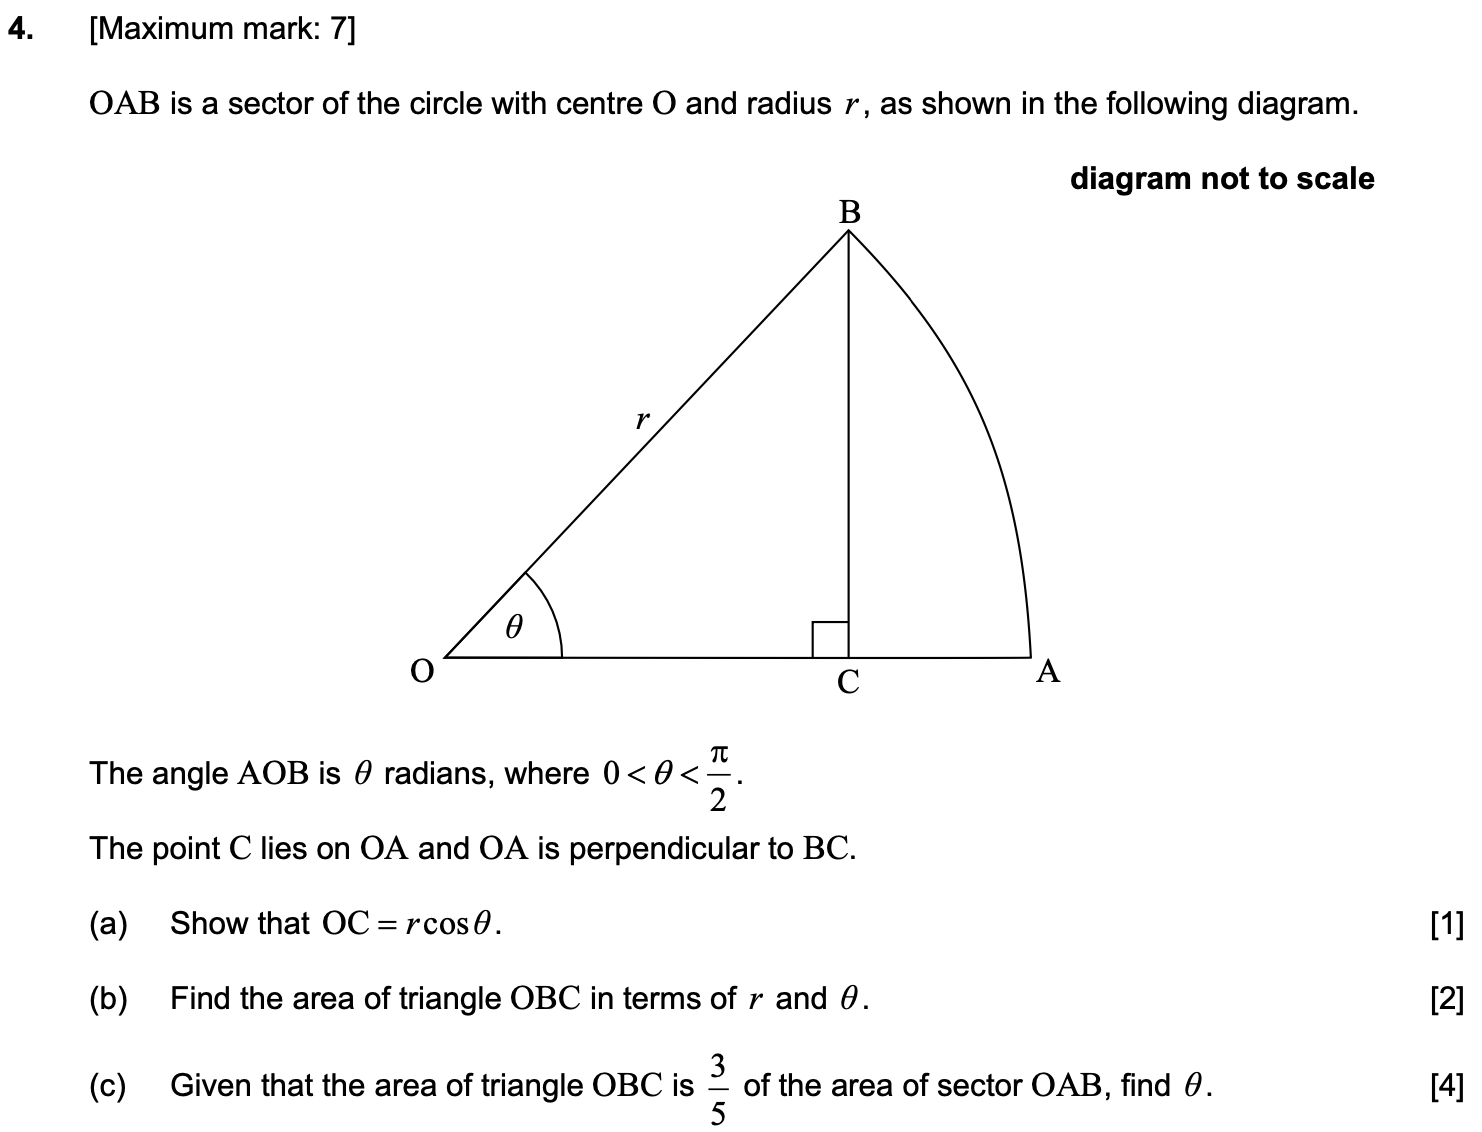 4. [Maximum mark: 7]
OAB is a sector of the circle with centre O and radius r, as shown in the following diagram.
diagram not to scale
B
r
θ
O
C
A
The angle AOB is θ radians, where 0 < θ < π/2.
The point C lies on OA and OA is perpendicular to BC.
(a) Show that OC = r cos θ. [1]
(b) Find the area of triangle OBC in terms of r and θ. [2]
(c) Given that the area of triangle OBC is 3/5 of the area of sector OAB, find θ. [4]